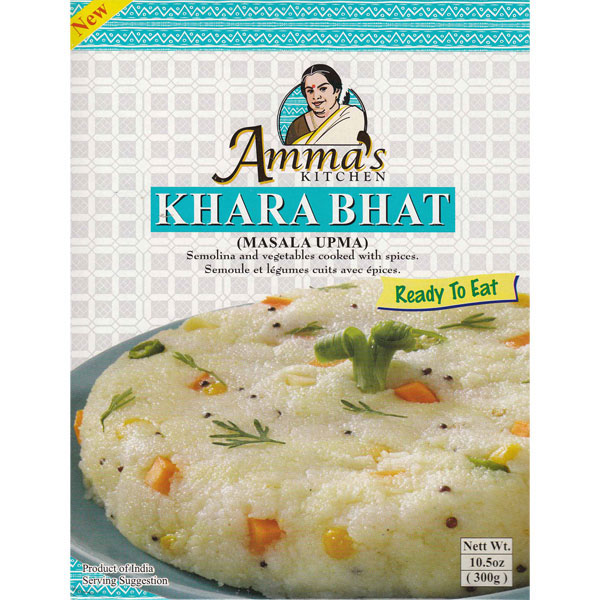 New
Amma's
KITCHEN
KHARA BHAT
(MASALA UPMA)
Semolina and vegetables cooked with spices.
Semoule et légumes cuits avec épices.
Ready To Eat
Product of India
Serving Suggestion
Nett Wt.
10.5oz
(300g)